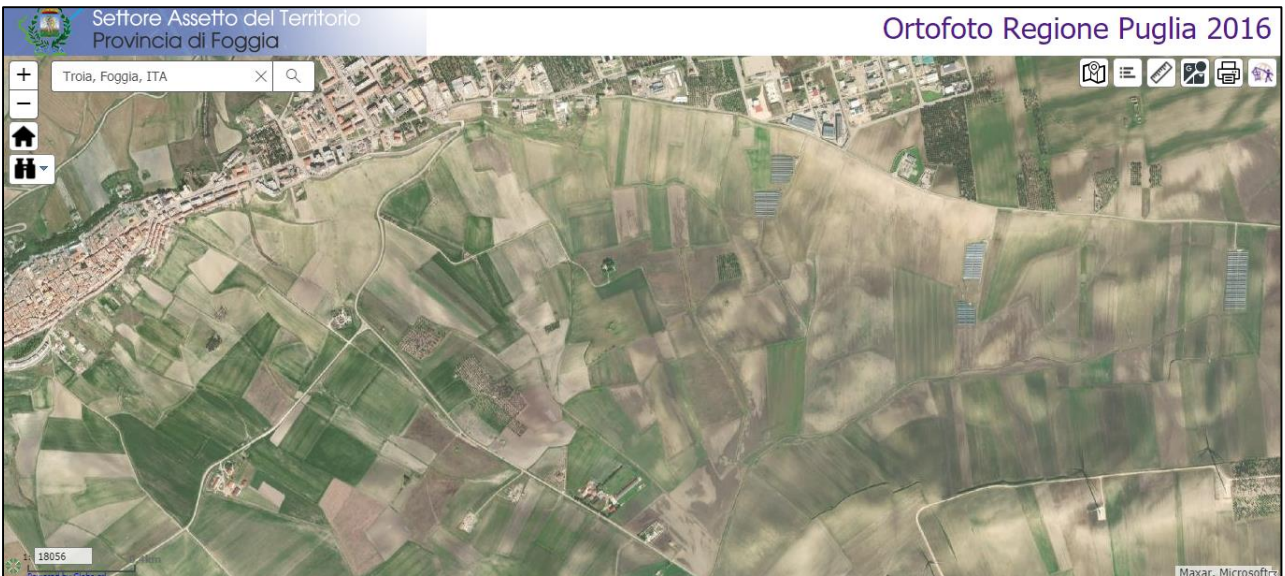 Settore Assetto del Territorio
Provincia di Foggia
Ortofoto Regione Puglia 2016
+
Troia, Foggia, ITA
−
1: 18056
Maxar, Microsoft